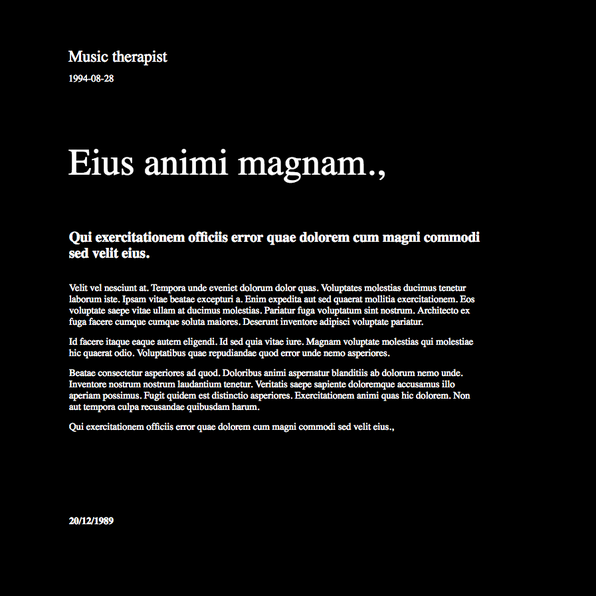 Music therapist
1994-08-28
Eius animi magnam.,
Qui exercitationem officiis error quae dolorem cum magni commodi
sed velit eius.
Velit vel nesciunt at. Tempora unde eveniet dolorum dolor quas. Voluptates molestias ducimus tenetur
laborum iste. Ipsam vitae beatae excepturi a. Enim expedita aut sed quaerat mollitia exercitationem. Eos
voluptate saepe vitae ullam at ducimus molestias. Pariatur fuga voluptatum sint nostrum. Architecto ex
fuga facere cumque cumque soluta maiores. Deserunt inventore adipisci voluptate pariatur.
Id facere itaque eaque autem eligendi. Id sed quia vitae iure. Magnam voluptate molestias qui molestiae
hic quaerat odio. Voluptatibus quae repudiandae quod error unde nemo asperiores.
Beatae consectetur asperiores ad quod. Doloribus animi aspernatur blanditiis ab dolorum nemo unde.
Inventore nostrum nostrum laudantium tenetur. Veritatis saepe sapiente doloremque accusamus illo
aperiam possimus. Fugit quidem est distinctio asperiores. Exercitationem animi quas hic dolorem. Non
aut tempora culpa recusandae quibusdam harum.
Qui exercitationem officiis error quae dolorem cum magni commodi sed velit eius.,
20/12/1989